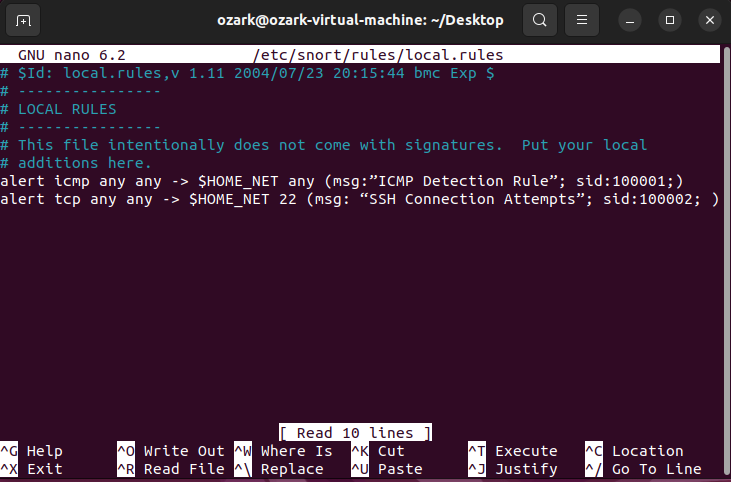 ozark@ozark-virtual-machine: ~/Desktop
GNU nano 6.2 /etc/snort/rules/local.rules
# $Id: local.rules,v 1.11 2004/07/23 20:15:44 bmc Exp $
# ----------------
# LOCAL RULES
# ----------------
# This file intentionally does not come with signatures.  Put your local
# additions here.
alert icmp any any -> $HOME_NET any (msg:”ICMP Detection Rule”; sid:100001;)
alert tcp any any -> $HOME_NET 22 (msg: “SSH Connection Attempts”; sid:100002; )
[ Read 10 lines ]
^G Help ^O Write Out ^W Where Is ^K Cut ^T Execute ^C Location
^X Exit ^R Read File ^\ Replace ^U Paste ^J Justify ^/ Go To Line